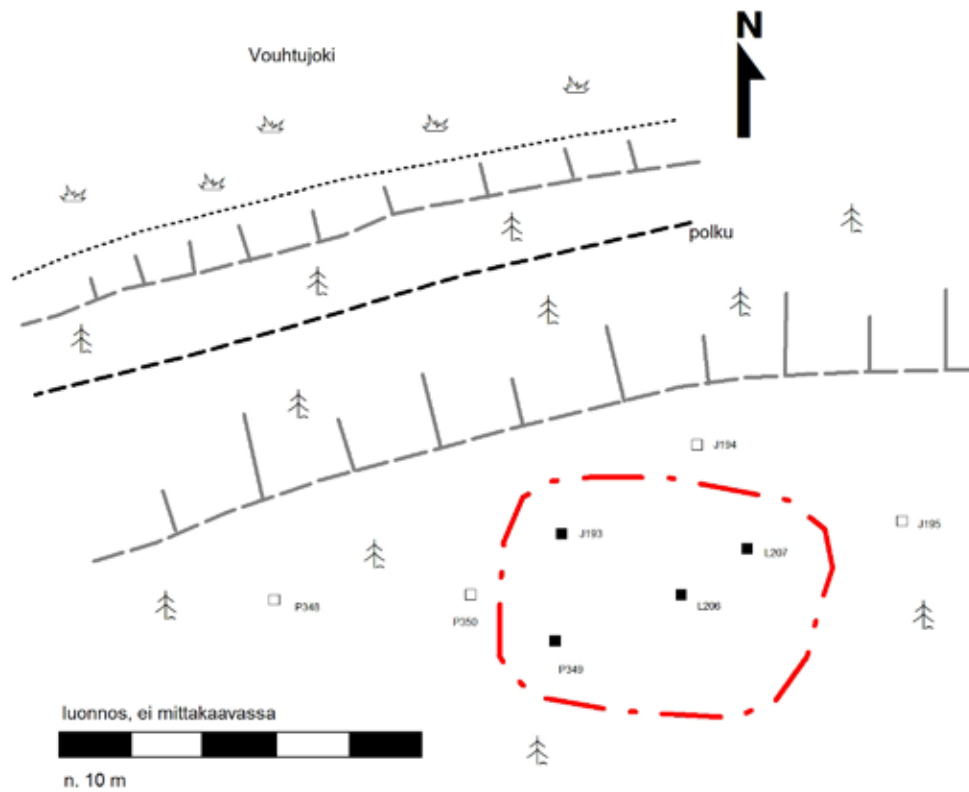 N
Vouhtujoki
polku
J194
J195
J193
L207
P348
P350
L206
P349
luonnos, ei mittakaavassa
n. 10 m